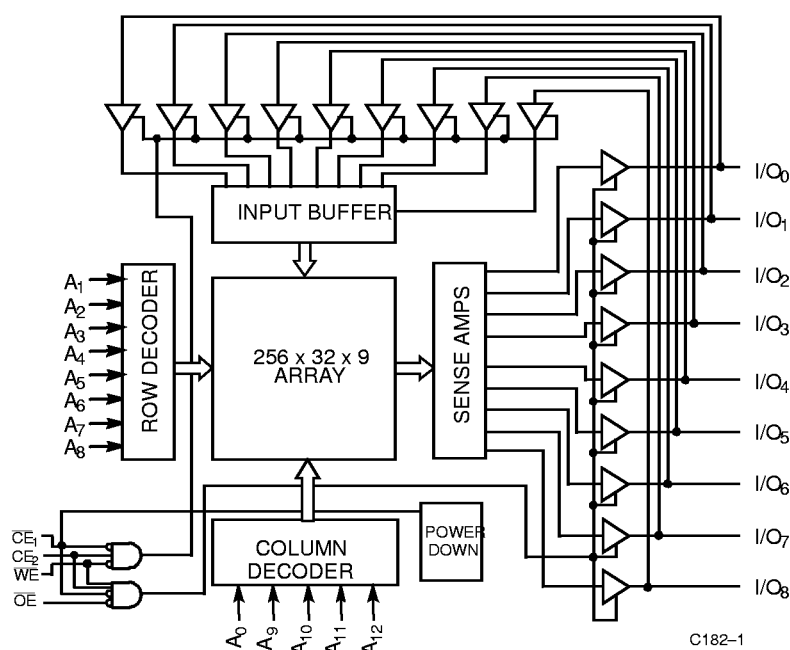 INPUT BUFFER
I/O0
I/O1
I/O2
I/O3
I/O4
I/O5
I/O6
I/O7
I/O8
A1
A2
A3
A4
A5
A6
A7
A8
ROW DECODER
256 x 32 x 9
ARRAY
SENSE AMPS
CE1
CE2
WE
OE
COLUMN
DECODER
POWER
DOWN
A0
A9
A10
A11
A12
C182–1